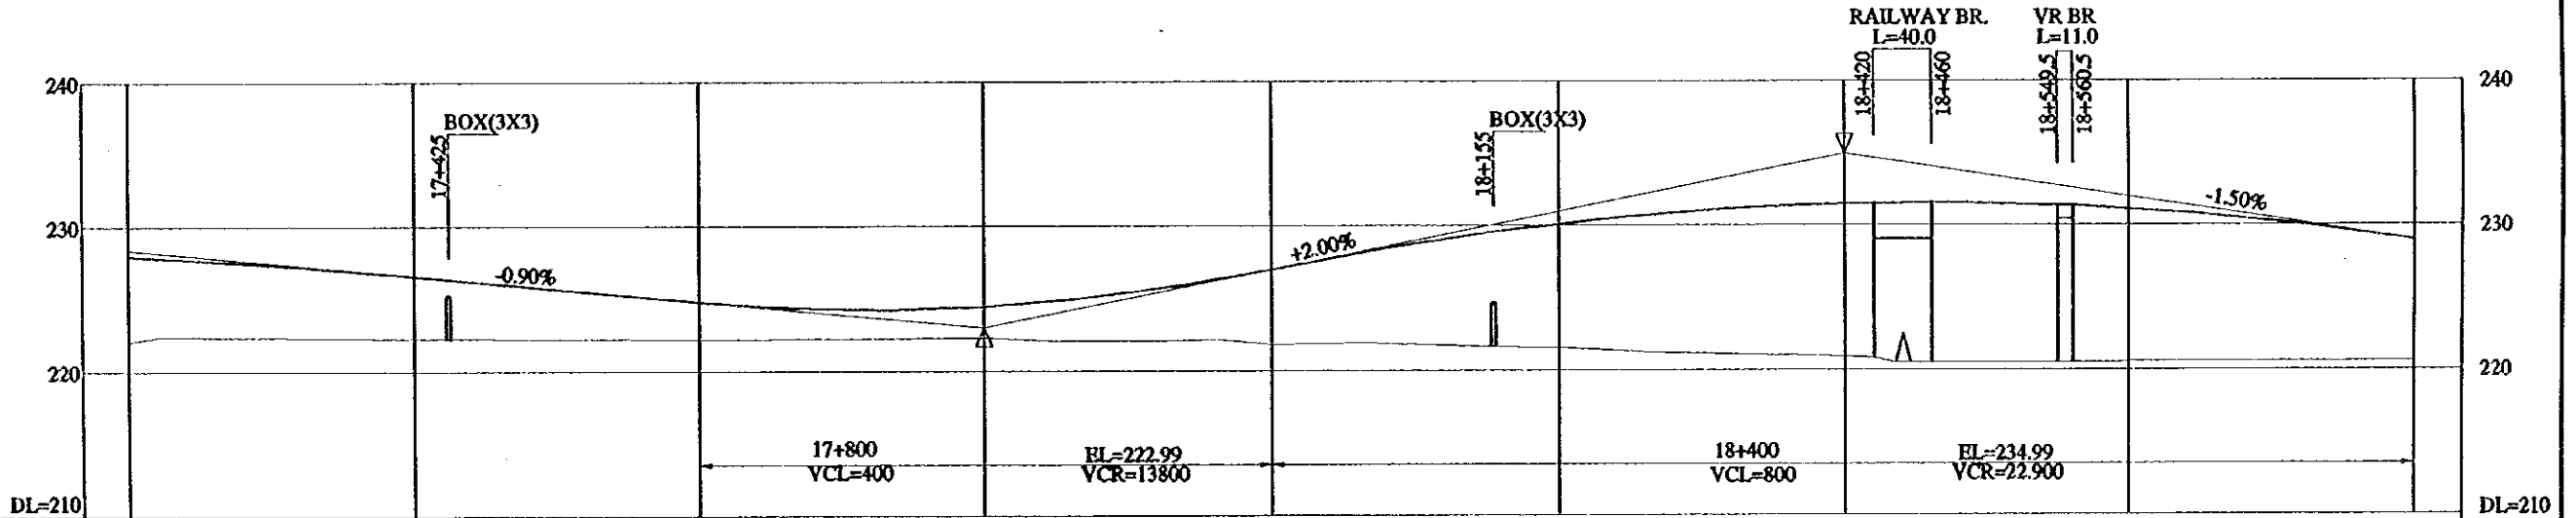 RAILWAY BR.
L=40.0
VR BR
L=11.0
18+420
18+460
18+549.5
18+560.5
240
240
BOX(3X3)
17+425
BOX(3X3)
18+155
230
230
-0.90%
+2.00%
-1.50%
220
220
17+800
VCL=400
EL=222.99
VCR=13800
18+400
VCL=800
EL=234.99
VCR=22.900
DL=210
DL=210